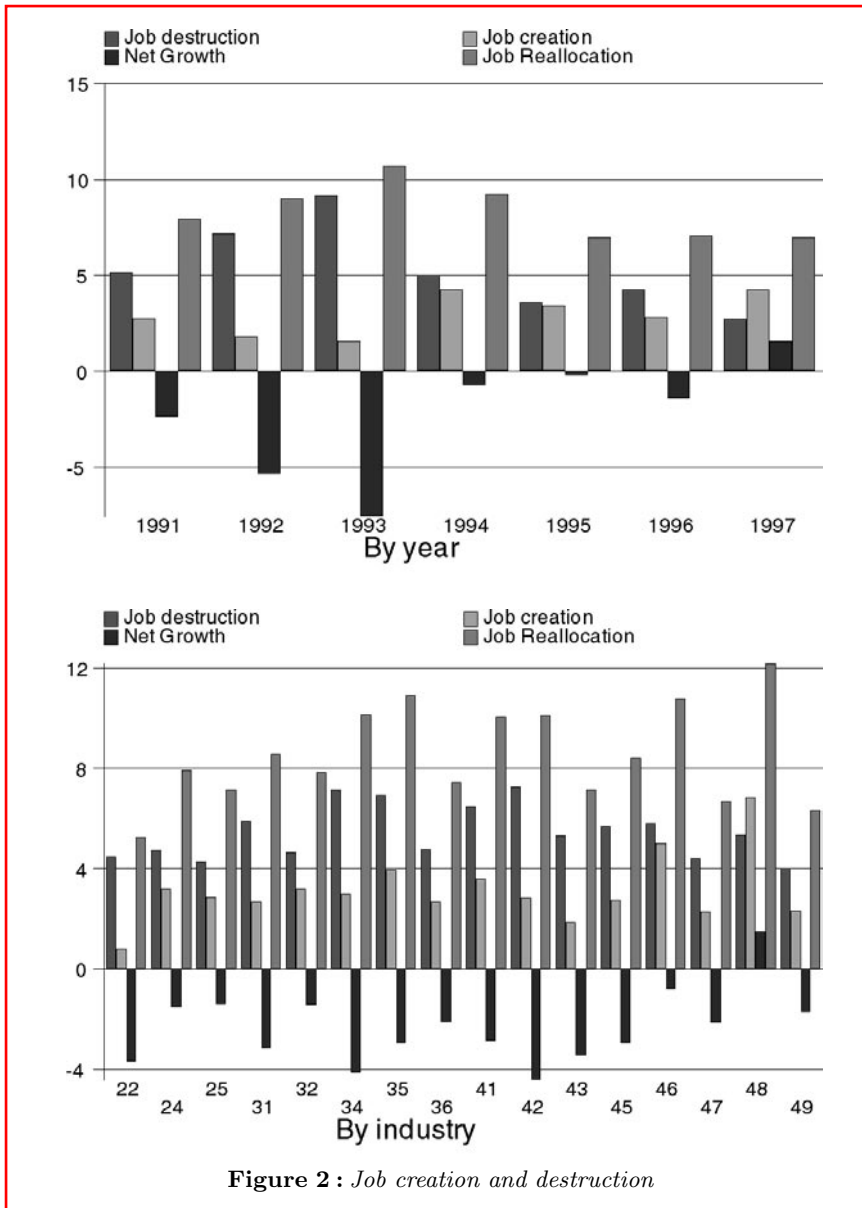 Job destruction Job creation
Net Growth Job Reallocation
15
10
5
0
-5
1991 1992 1993 1994 1995 1996 1997
By year
Job destruction Job creation
Net Growth Job Reallocation
12
8
4
0
-4
22 25 32 35 41 43 46 48
24 31 34 36 42 45 47 49
By industry
Figure 2 : Job creation and destruction